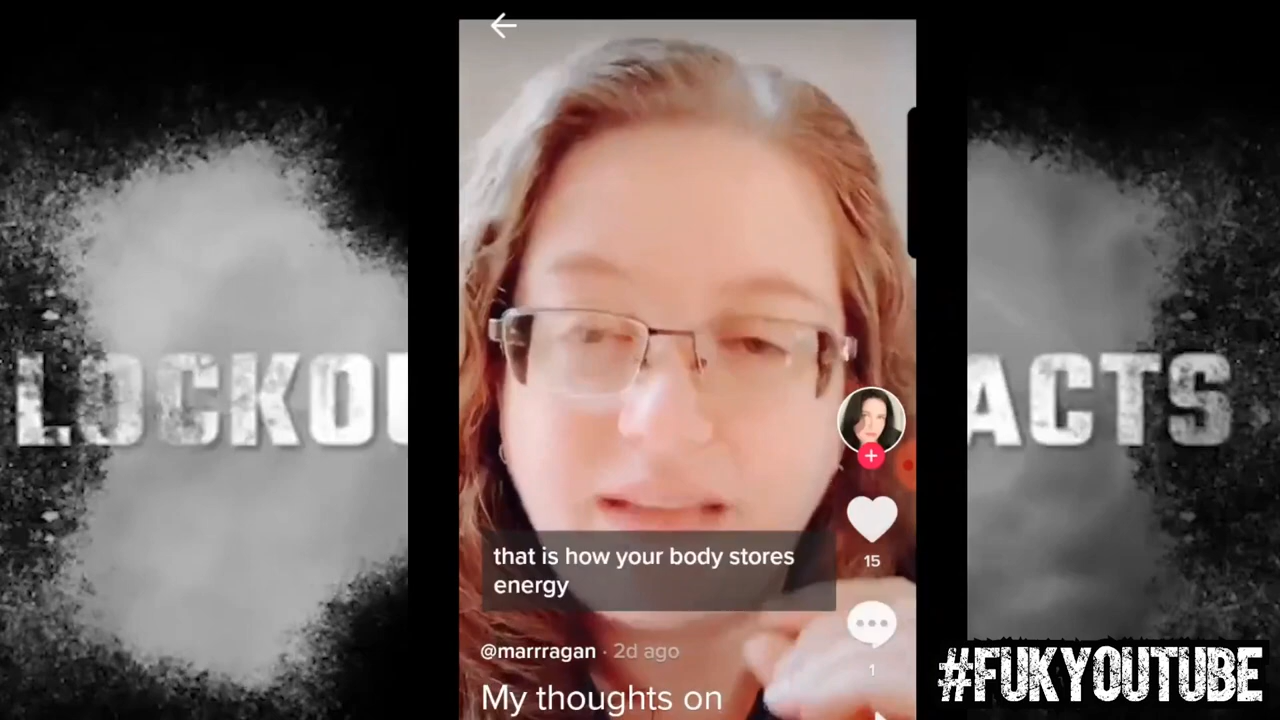 LOCKOU
ACTS
15
that is how your body stores
energy
1
@marrragan · 2d ago
My thoughts on
#FUKYOUTUBE